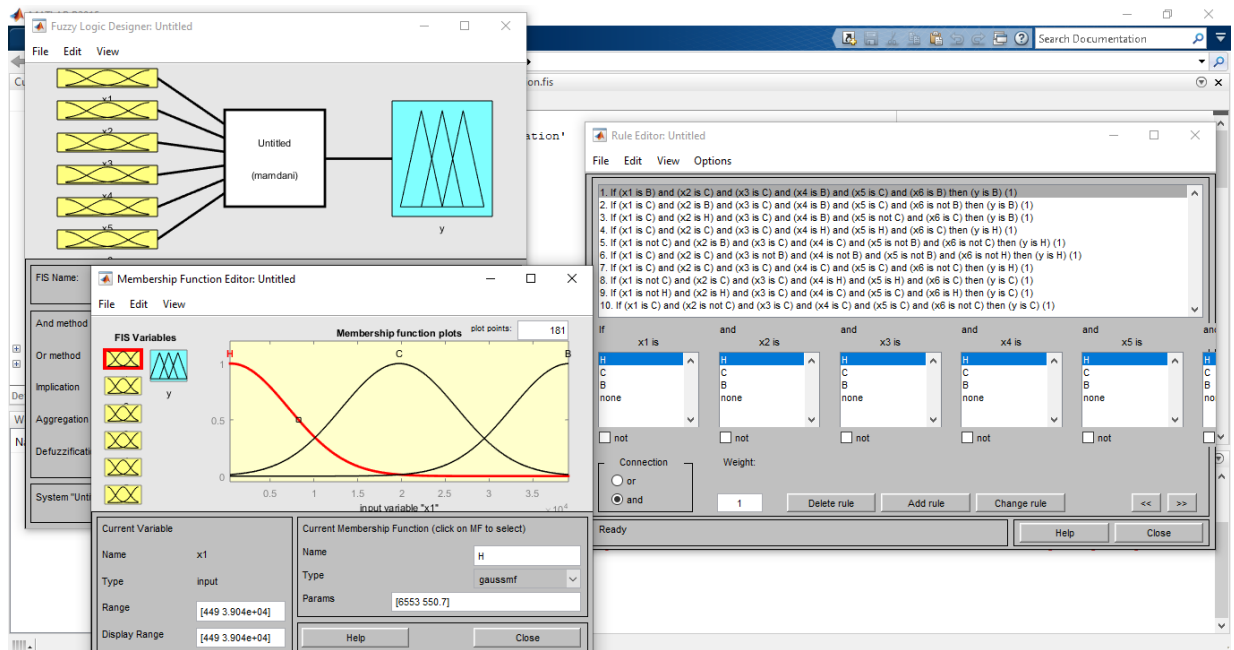 Fuzzy Logic Designer: Untitled
File Edit View
x1
x2
x3
x4
x5
Untitled
(mamdani)
y
FIS Name:
And method
Or method
Implication
Aggregation
Defuzzificati
System "Unti
Search Documentation
on.fis
ation'
Membership Function Editor: Untitled
File Edit View
FIS Variables
y
Membership function plots
plot points:
181
H
C
B
1
0.5
0
0.5 1 1.5 2 2.5 3 3.5
input variable "x1"
× 10⁴
Current Variable
Name x1
Type input
Range [449 3.904e+04]
Display Range [449 3.904e+04]
Current Membership Function (click on MF to select)
Name H
Type gaussmf
Params [6553 550.7]
Help Close
Rule Editor: Untitled
File Edit View Options
1. If (x1 is B) and (x2 is C) and (x3 is C) and (x4 is B) and (x5 is C) and (x6 is B) then (y is B) (1)
2. If (x1 is C) and (x2 is B) and (x3 is C) and (x4 is B) and (x5 is C) and (x6 is not B) then (y is B) (1)
3. If (x1 is C) and (x2 is H) and (x3 is C) and (x4 is B) and (x5 is not C) and (x6 is C) then (y is B) (1)
4. If (x1 is C) and (x2 is C) and (x3 is C) and (x4 is H) and (x5 is H) and (x6 is C) then (y is H) (1)
5. If (x1 is not C) and (x2 is B) and (x3 is C) and (x4 is C) and (x5 is not B) and (x6 is not C) then (y is H) (1)
6. If (x1 is C) and (x2 is C) and (x3 is not B) and (x4 is not B) and (x5 is not B) and (x6 is not H) then (y is H) (1)
7. If (x1 is C) and (x2 is C) and (x3 is C) and (x4 is C) and (x5 is C) and (x6 is not C) then (y is H) (1)
8. If (x1 is not C) and (x2 is C) and (x3 is C) and (x4 is H) and (x5 is H) and (x6 is C) then (y is C) (1)
9. If (x1 is not H) and (x2 is H) and (x3 is C) and (x4 is C) and (x5 is C) and (x6 is H) then (y is C) (1)
10. If (x1 is C) and (x2 is not C) and (x3 is C) and (x4 is C) and (x5 is C) and (x6 is not C) then (y is C) (1)
If and and and and
x1 is x2 is x3 is x4 is x5 is
H H H H H H
C C C C C C
B B B B B B
none none none none none
not not not not not
Connection
or
and
Weight:
1
Delete rule Add rule Change rule << >>
Ready
Help Close